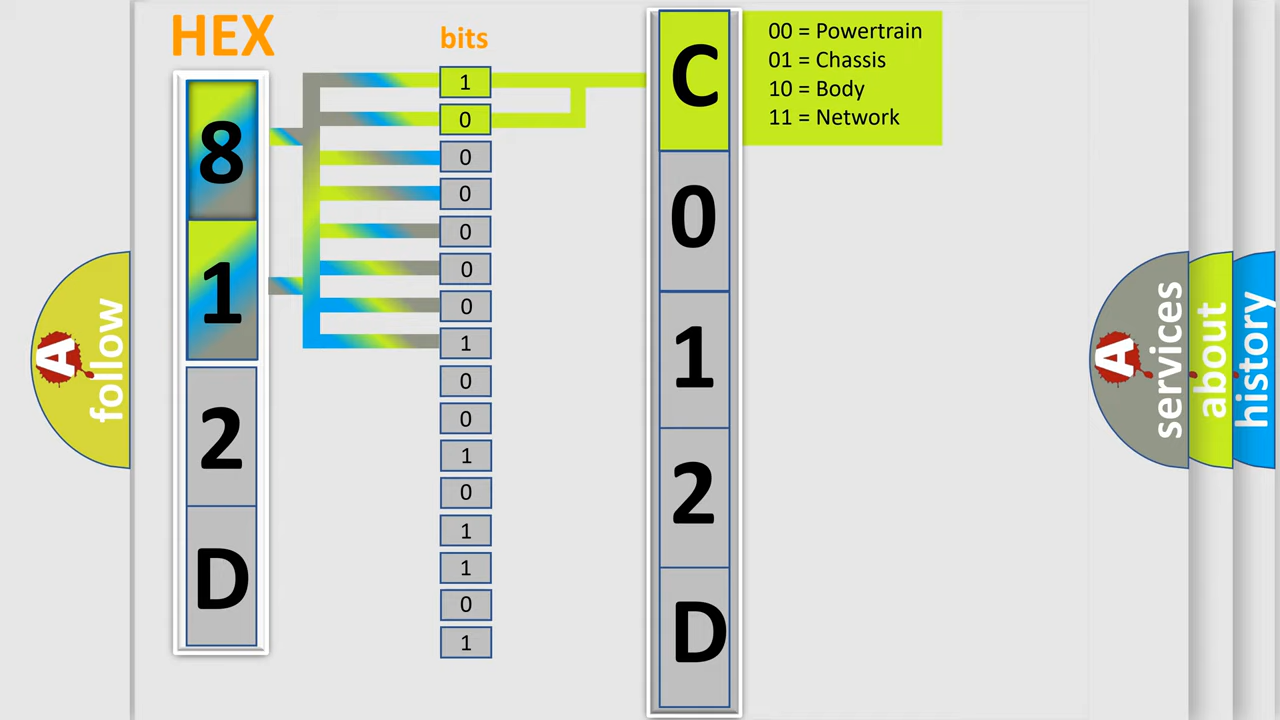 HEX
8
1
2
D
bits
1
0
0
0
0
0
0
1
0
0
1
0
1
1
0
1
C
0
1
2
D
00 = Powertrain
01 = Chassis
10 = Body
11 = Network
A
follow
A
services
about
history